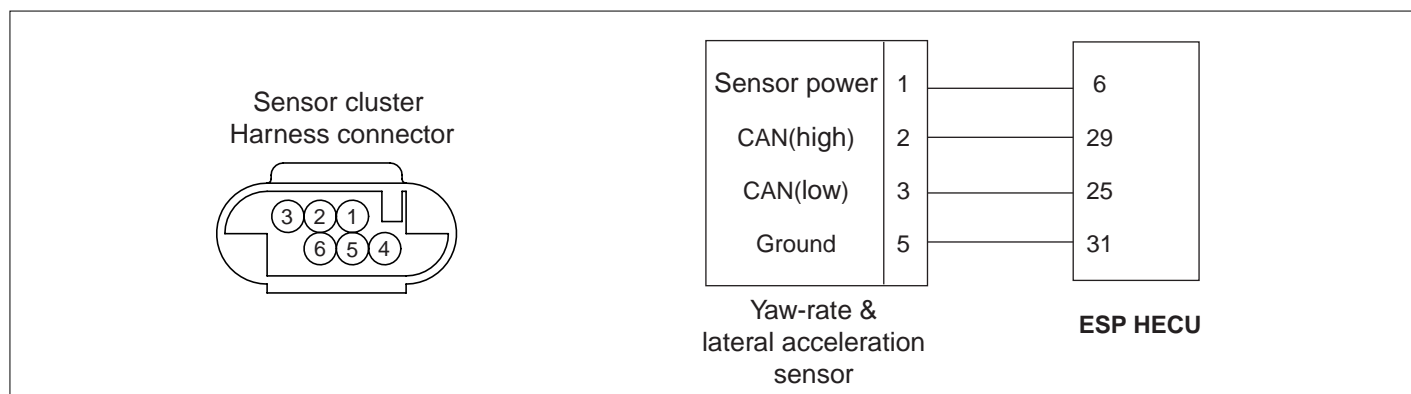 Sensor cluster
Harness connector
3 2 1
6 5 4
Sensor power 1 6
CAN(high) 2 29
CAN(low) 3 25
Ground 5 31
Yaw-rate &
lateral acceleration
sensor
ESP HECU